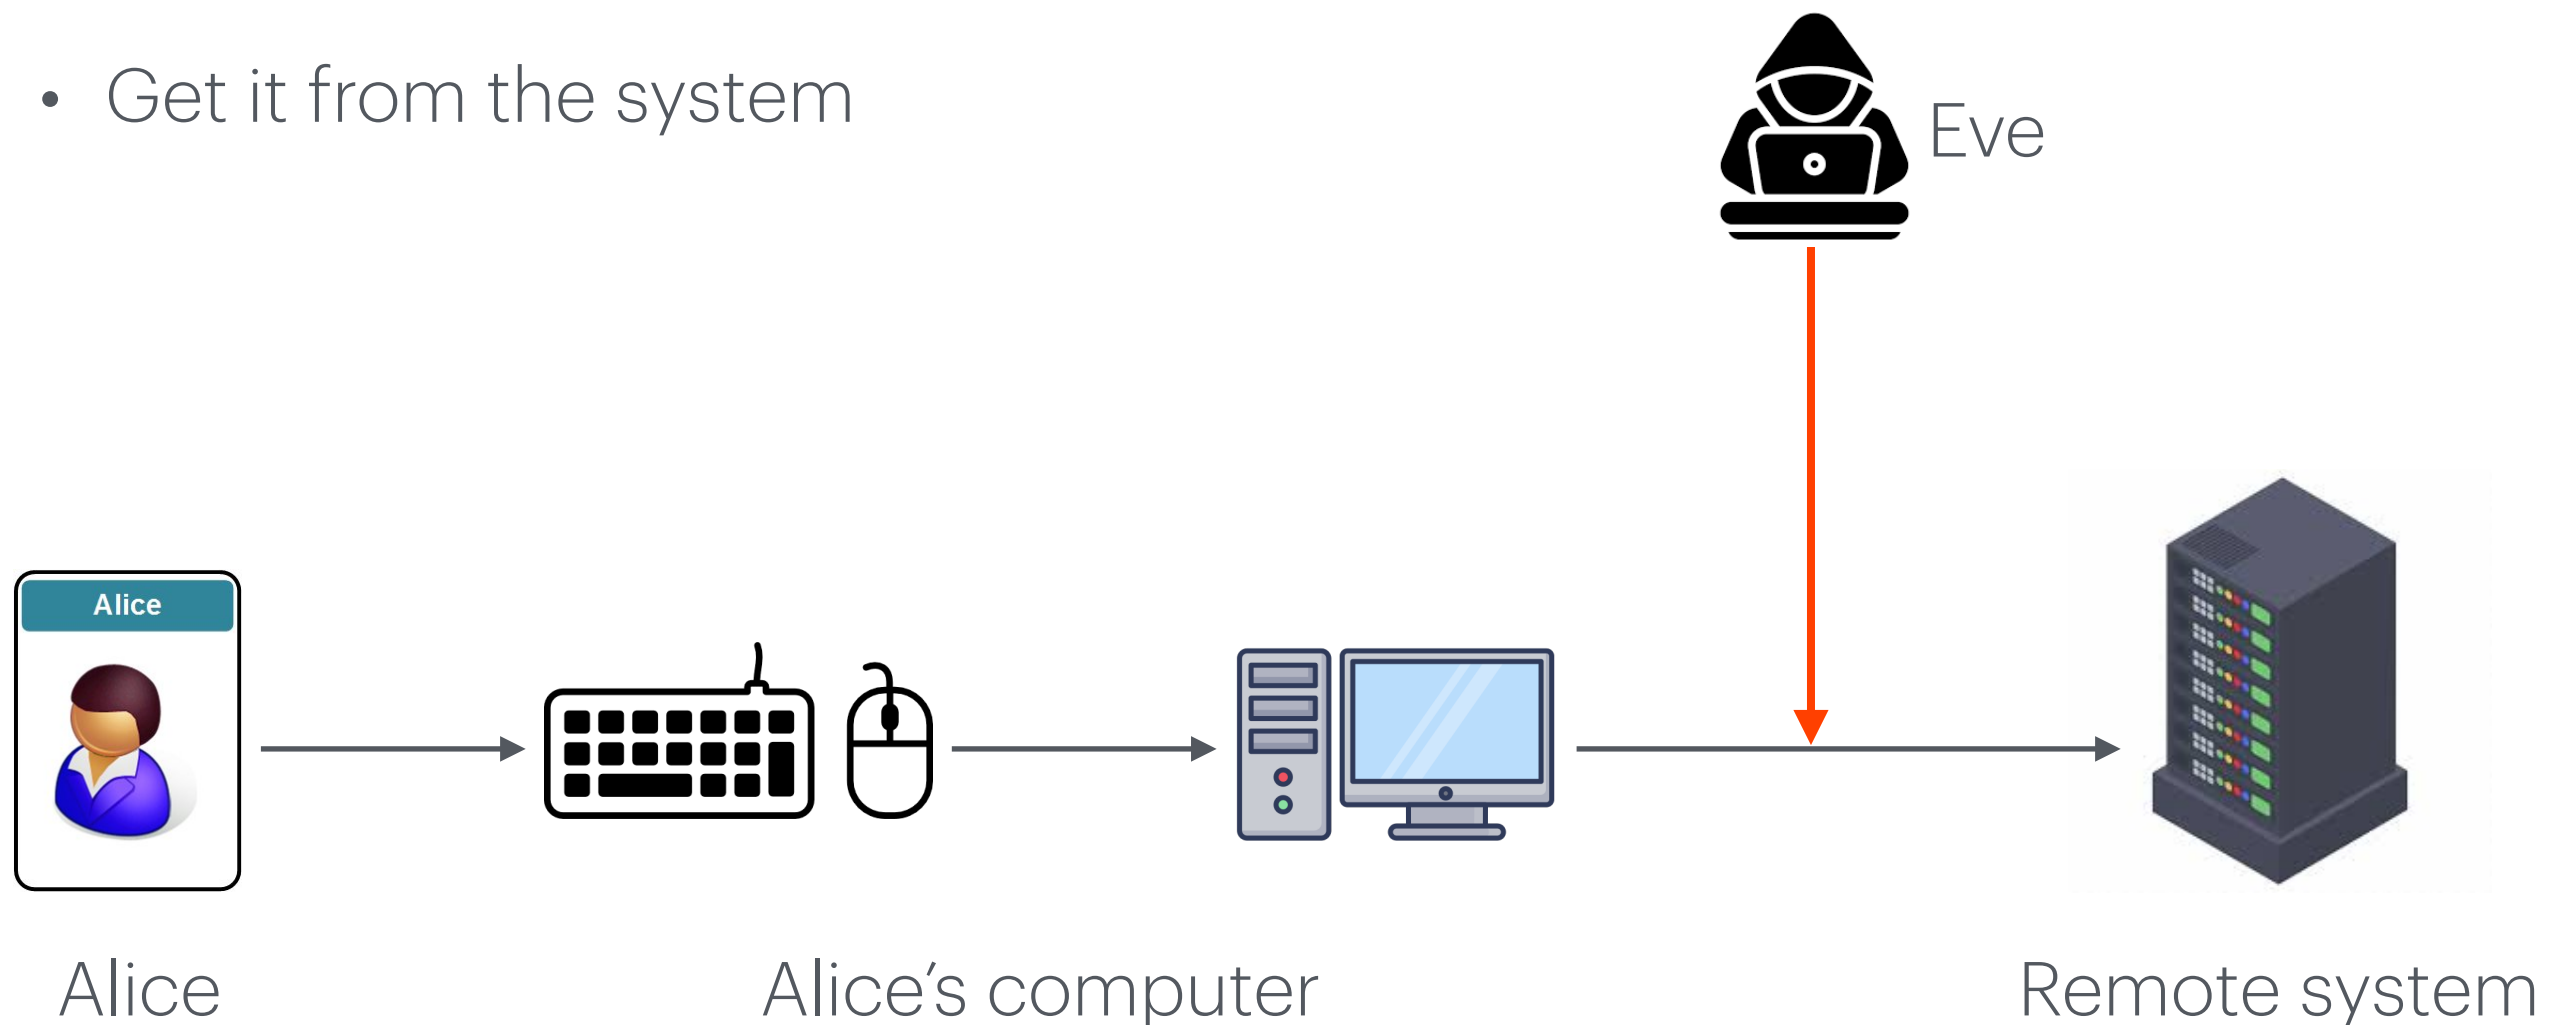 • Get it from the system
Eve
Alice
Alice
Alice’s computer
Remote system